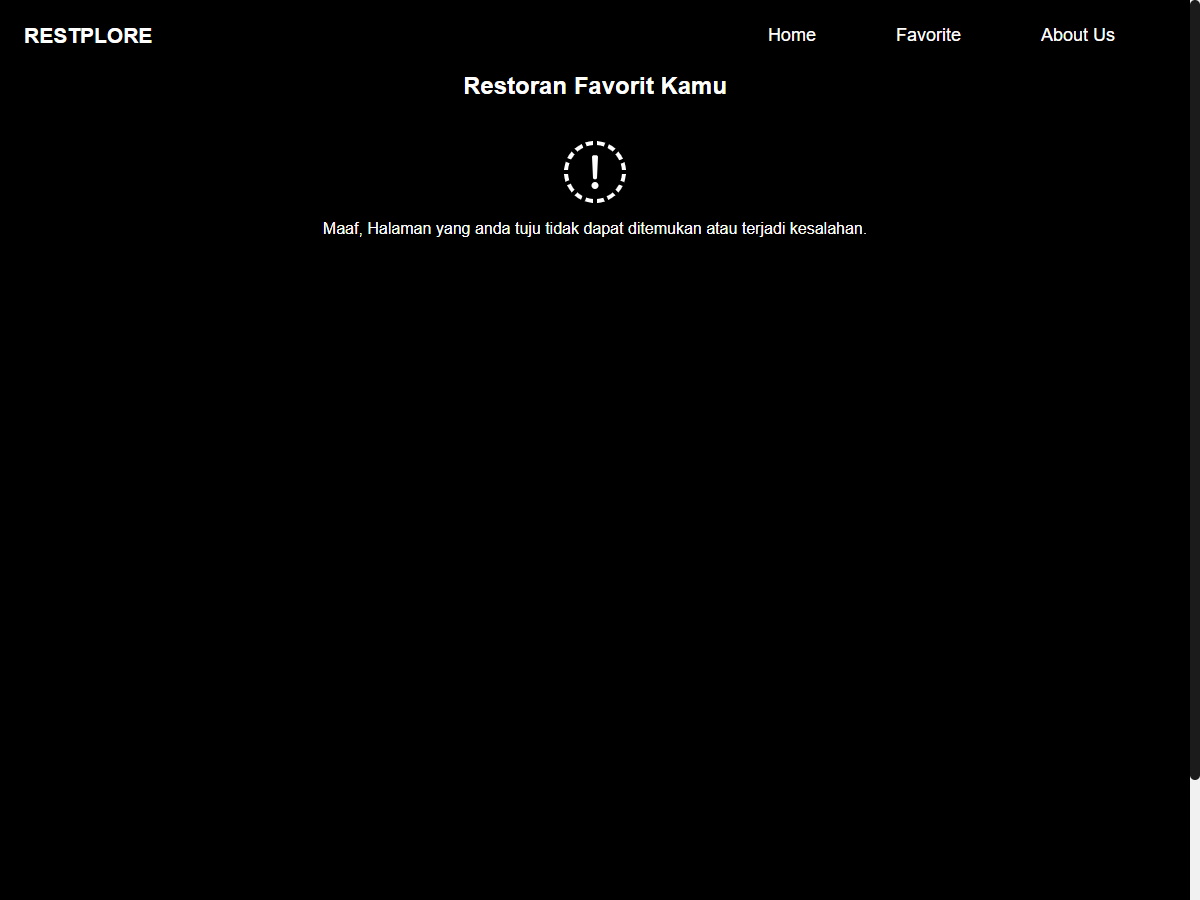 RESTPLORE
Home Favorite About Us
Restoran Favorit Kamu
!
Maaf, Halaman yang anda tuju tidak dapat ditemukan atau terjadi kesalahan.